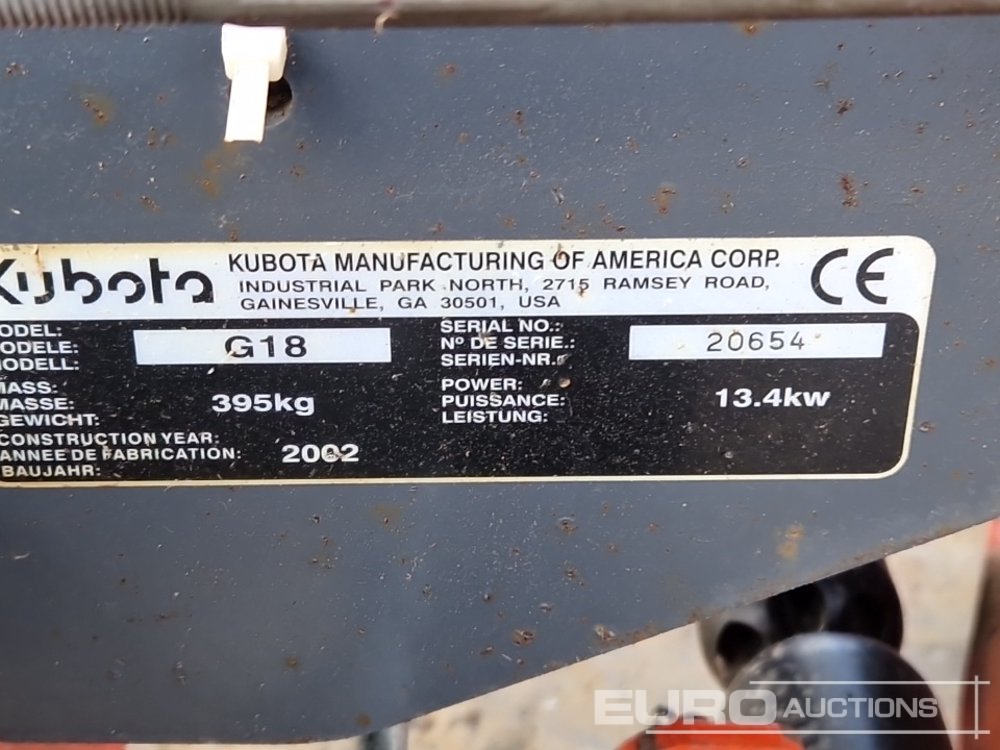 Kubota
KUBOTA MANUFACTURING OF AMERICA CORP.
INDUSTRIAL PARK NORTH, 2715 RAMSEY ROAD,
GAINESVILLE, GA 30501, USA
CE
ODEL:
ODELE:
MODELL:
G18
SERIAL NO.:
Nº DE SERIE.:
SERIEN-NR.:
20654
MASS:
MASSE:
GEWICHT:
395kg
POWER:
PUISSANCE:
LEISTUNG:
13.4kw
CONSTRUCTION YEAR:
ANNEE DE FABRICATION:
BAUJAHR:
2002
EURO AUCTIONS